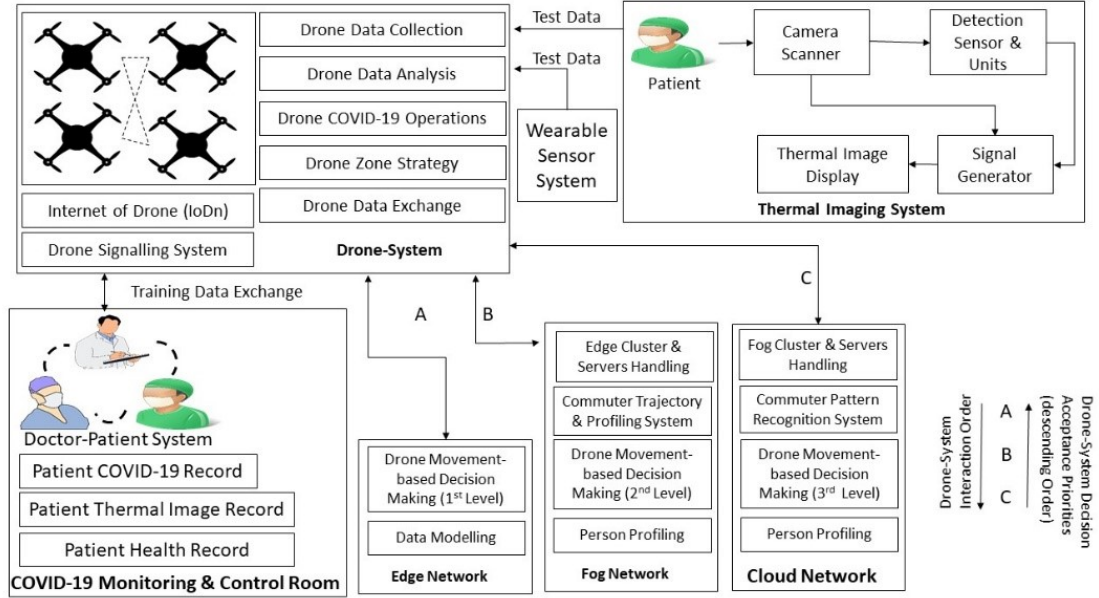 Drone Data Collection
Drone Data Analysis
Drone COVID-19 Operations
Drone Zone Strategy
Drone Data Exchange
Internet of Drone (IoDn)
Drone Signalling System
Drone-System
Test Data
Test Data
Wearable
Sensor
System
Patient
Camera
Scanner
Detection
Sensor &
Units
Thermal Image
Display
Signal
Generator
Thermal Imaging System
Training Data Exchange
A
B
C
Doctor-Patient System
Patient COVID-19 Record
Patient Thermal Image Record
Patient Health Record
COVID-19 Monitoring & Control Room
Drone Movement-
based Decision
Making (1st Level)
Data Modelling
Edge Network
Edge Cluster &
Servers Handling
Commuter Trajectory
& Profiling System
Drone Movement-
based Decision
Making (2nd Level)
Person Profiling
Fog Network
Fog Cluster & Servers
Handling
Commuter Pattern
Recognition System
Drone Movement-
based Decision
Making (3rd Level)
Person Profiling
Cloud Network
Drone-System
Interaction Order
A
B
C
Drone-System Decision
Acceptance Priorities
(descending Order)